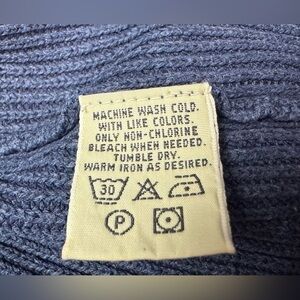 MACHINE WASH COLD.
WITH LIKE COLORS.
ONLY NON-CHLORINE
BLEACH WHEN NEEDED.
TUMBLE DRY.
WARM IRON AS DESIRED.
30
P